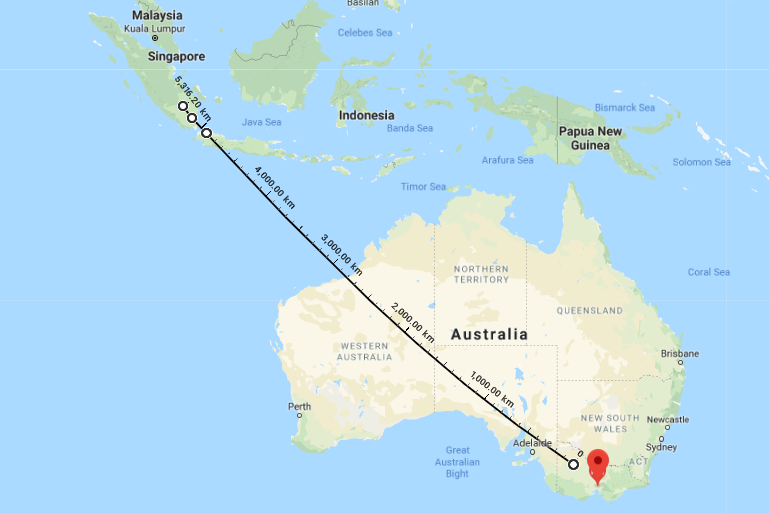 Basilan
Malaysia
Kuala Lumpur
Celebes Sea
Singapore
5,316.20 km
Java Sea
Indonesia
Banda Sea
Bismarck Sea
Papua New
Guinea
Arafura Sea
Solomon Sea
Timor Sea
4,000.00 km
3,000.00 km
Coral Sea
NORTHERN
TERRITORY
2,000.00 km
QUEENSLAND
Australia
WESTERN
AUSTRALIA
Brisbane
1,000.00 km
Perth
NEW SOUTH
WALES
Newcastle
Adelaide
Sydney
0
Great
Australian
Bight
ACT